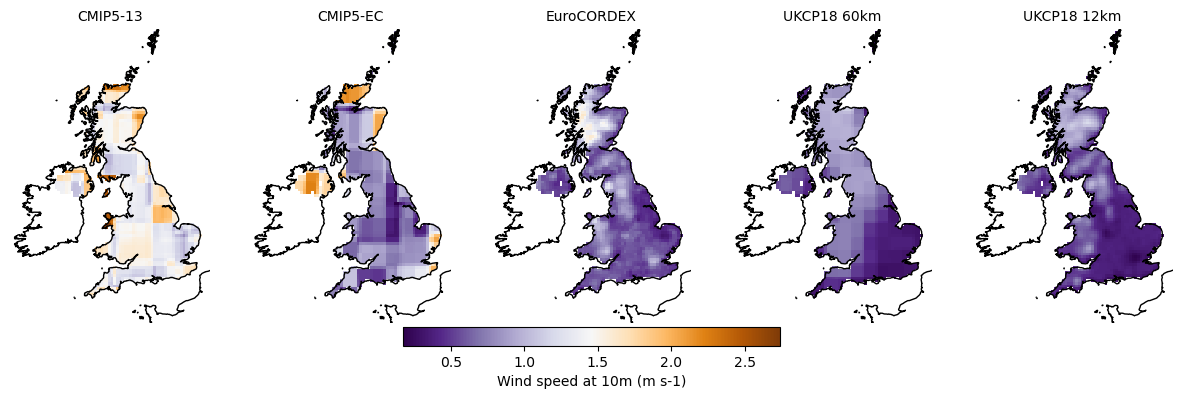 CMIP5-13 CMIP5-EC EuroCORDEX UKCP18 60km UKCP18 12km
0.5 1.0 1.5 2.0 2.5
Wind speed at 10m (m s-1)